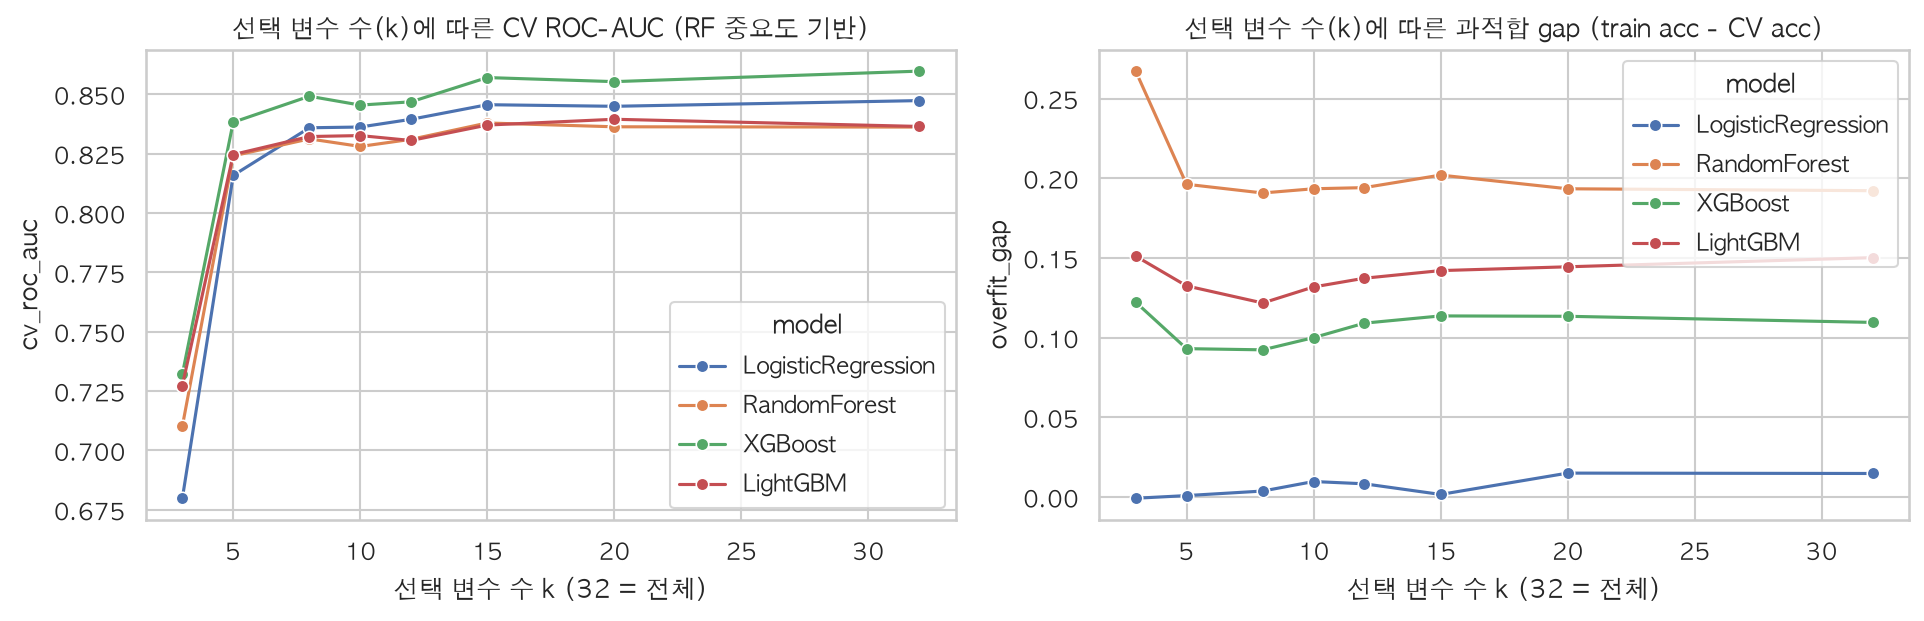 선택 변수 수(k)에 따른 CV ROC-AUC (RF 중요도 기반)
cv_roc_auc
0.850
0.825
0.800
0.775
0.750
0.725
0.700
0.675
model
LogisticRegression
RandomForest
XGBoost
LightGBM
5 10 15 20 25 30
선택 변수 수 k (32 = 전체)
선택 변수 수(k)에 따른 과적합 gap (train acc - CV acc)
overfit_gap
0.25
0.20
0.15
0.10
0.05
0.00
model
LogisticRegression
RandomForest
XGBoost
LightGBM
5 10 15 20 25 30
선택 변수 수 k (32 = 전체)